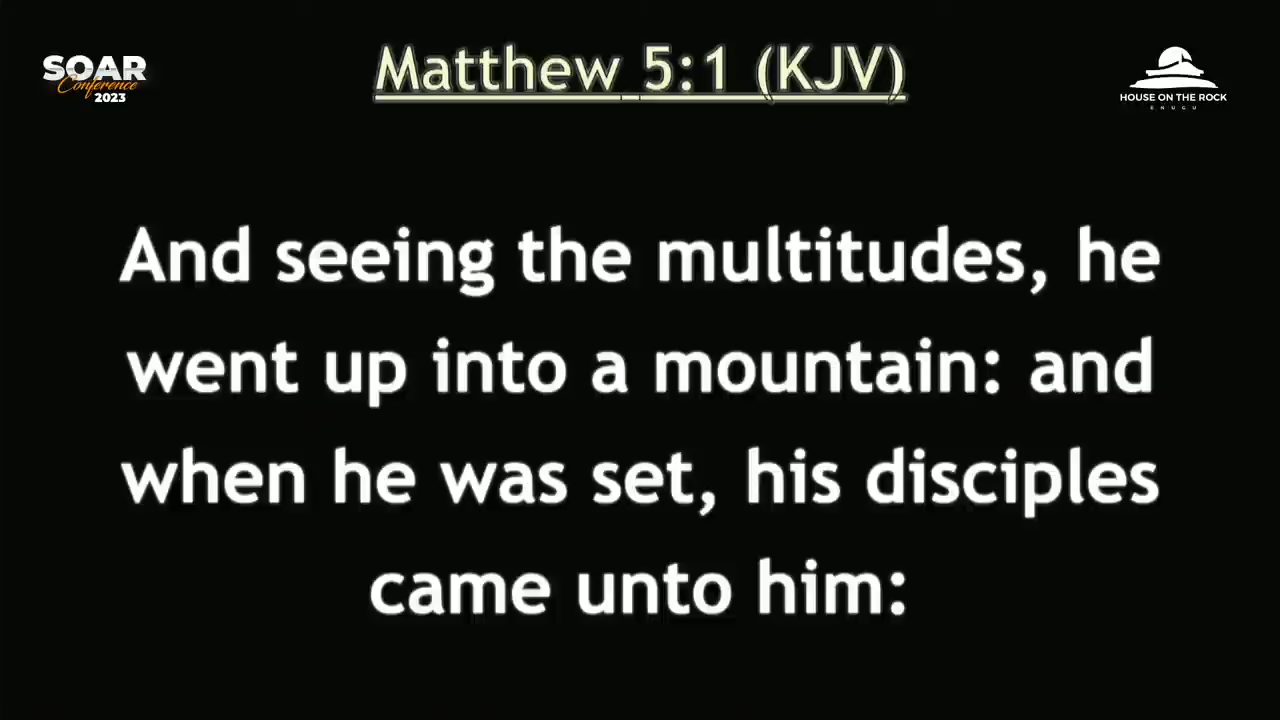 SOAR
Conference
2023
Matthew 5:1 (KJV)
HOUSE ON THE ROCK
ENUGU
And seeing the multitudes, he
went up into a mountain: and
when he was set, his disciples
came unto him: